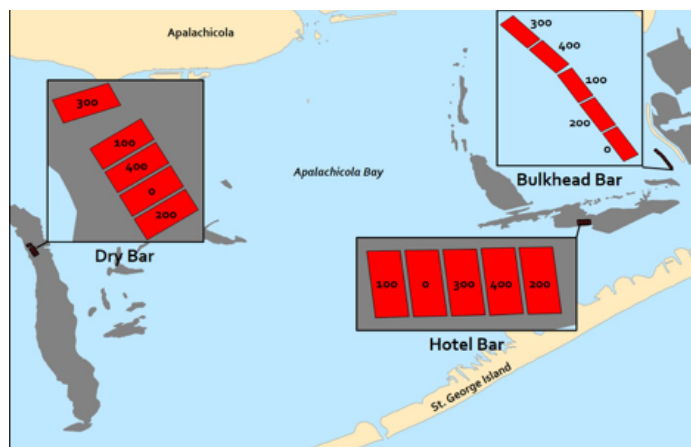 Apalachicola
300
100
400
0
200
Dry Bar
Apalachicola Bay
300
400
100
200
0
Bulkhead Bar
100 0 300 400 200
Hotel Bar
St. George Island